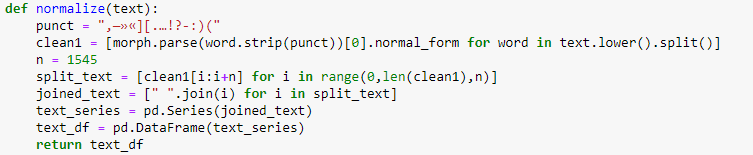 def normalize(text):
    punct = ",—»«][.…!?-:)("
    clean1 = [morph.parse(word.strip(punct))[0].normal_form for word in text.lower().split()]
    n = 1545
    split_text = [clean1[i:i+n] for i in range(0,len(clean1),n)]
    joined_text = [" ".join(i) for i in split_text]
    text_series = pd.Series(joined_text)
    text_df = pd.DataFrame(text_series)
    return text_df